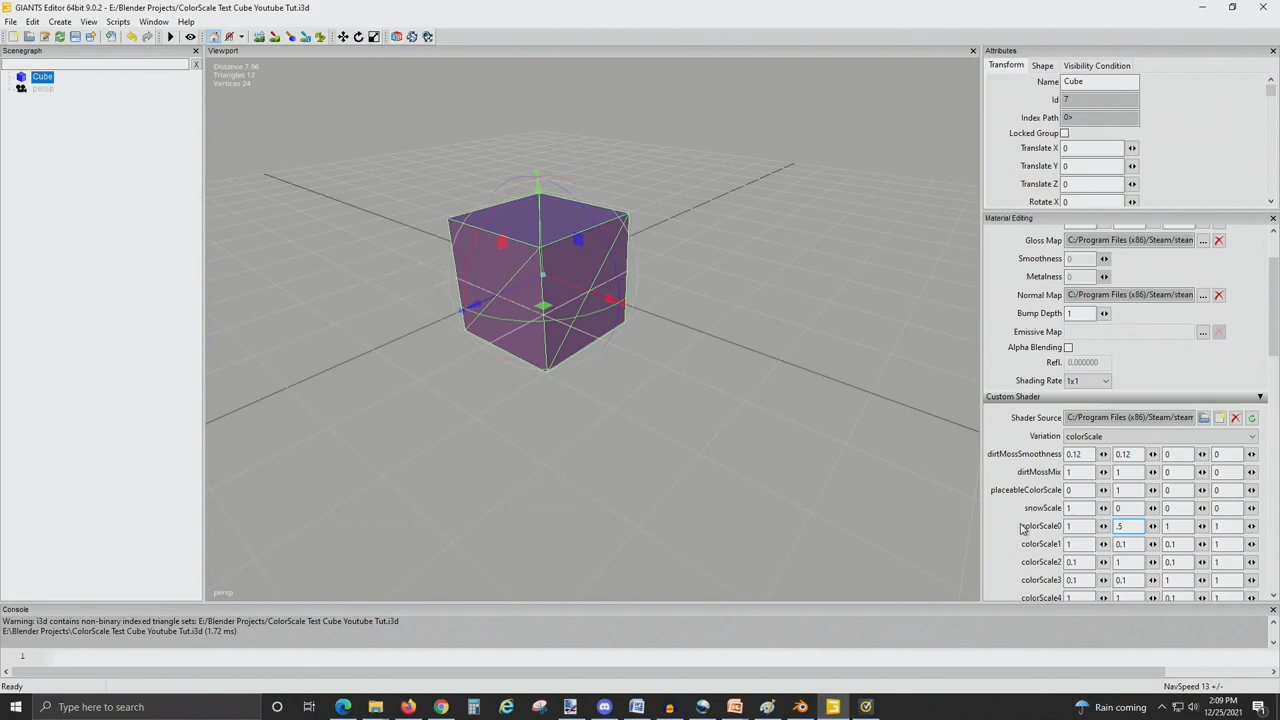 GIANTS Editor 64bit 9.0.2 - E:/Blender Projects/ColorScale Test Cube Youtube Tut.i3d
File Edit Create View Scripts Window Help
Scenegraph
X
Cube
persp
Viewport
Distance 7.96
Triangles 12
Vertices 24
persp
Attributes
Transform Shape Visibility Condition
Name Cube
Id 7
Index Path 0>
Locked Group
Translate X 0
Translate Y 0
Translate Z 0
Rotate X 0
Material Editing
Gloss Map C:/Program Files (x86)/Steam/stean ...
Smoothness 0
Metalness 0
Normal Map C:/Program Files (x86)/Steam/stean ...
Bump Depth 1
Emissive Map ...
Alpha Blending
Refl. 0.000000
Shading Rate 1x1
Custom Shader
Shader Source C:/Program Files (x86)/Steam/stean
Variation colorScale
dirtMossSmoothness 0.12 0.12 0 0
dirtMossMix 1 1 0 0
placeableColorScale 0 1 0 0
snowScale 1 0 0 0
colorScale0 1 .5 1 1
colorScale1 1 0.1 0.1 1
colorScale2 0.1 1 0.1 1
colorScale3 0.1 0.1 1 1
colorScale4 1 1 0.1 1
Console
Warning: i3d contains non-binary indexed triangle sets: E:/Blender Projects/ColorScale Test Cube Youtube Tut.i3d
E:\Blender Projects\ColorScale Test Cube Youtube Tut.i3d (1.72 ms)
1
Ready
NavSpeed 13 +/-
Type here to search
Rain coming
2:09 PM
12/25/2021